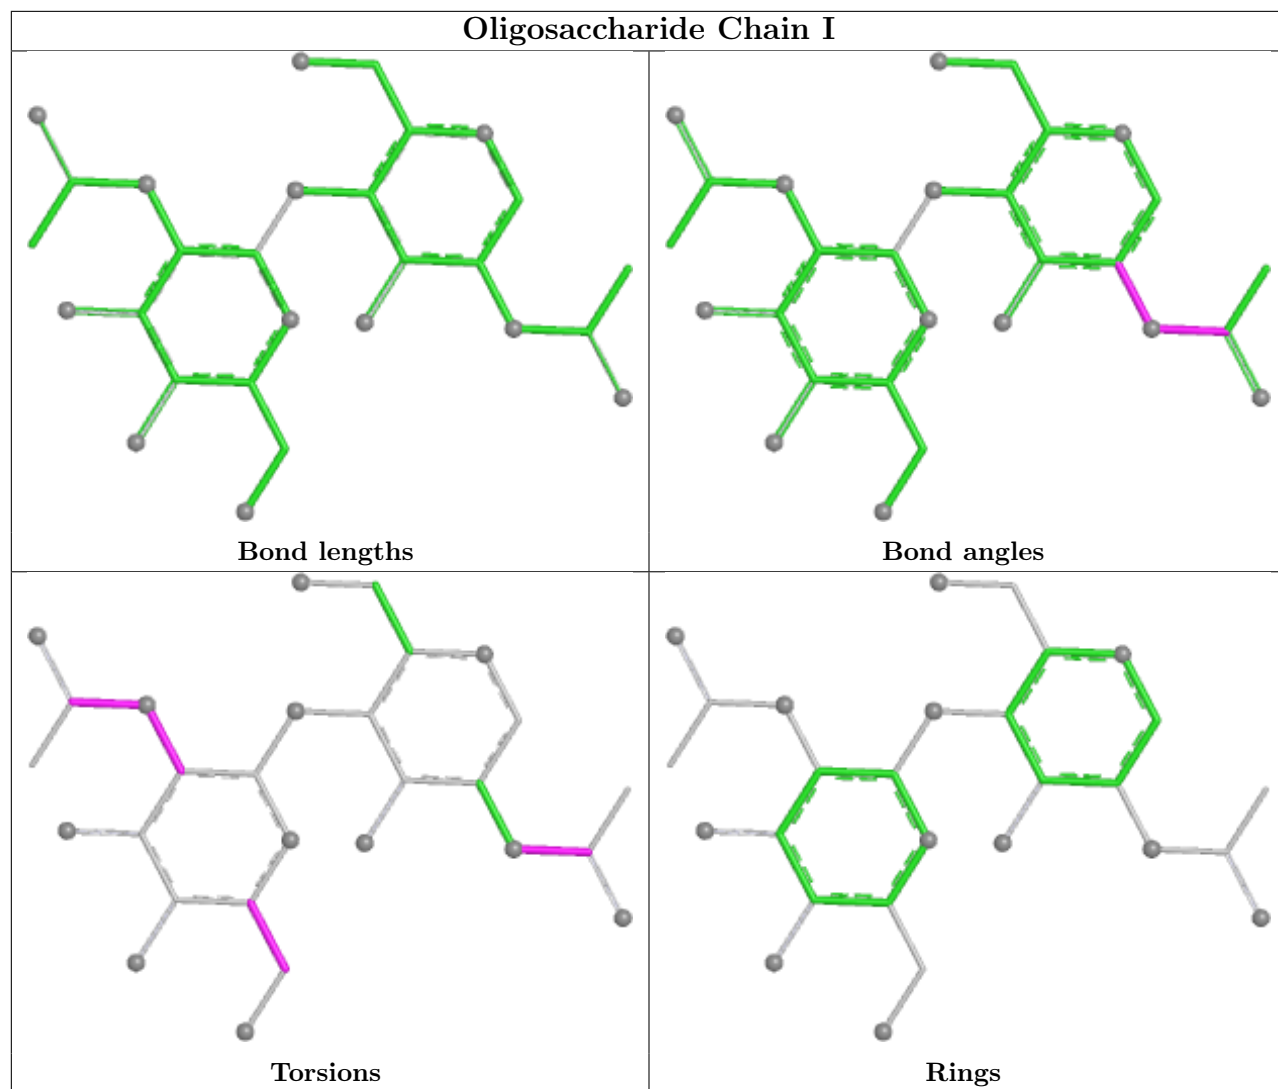 Oligosaccharide Chain I
Bond lengths
Bond angles
Torsions
Rings